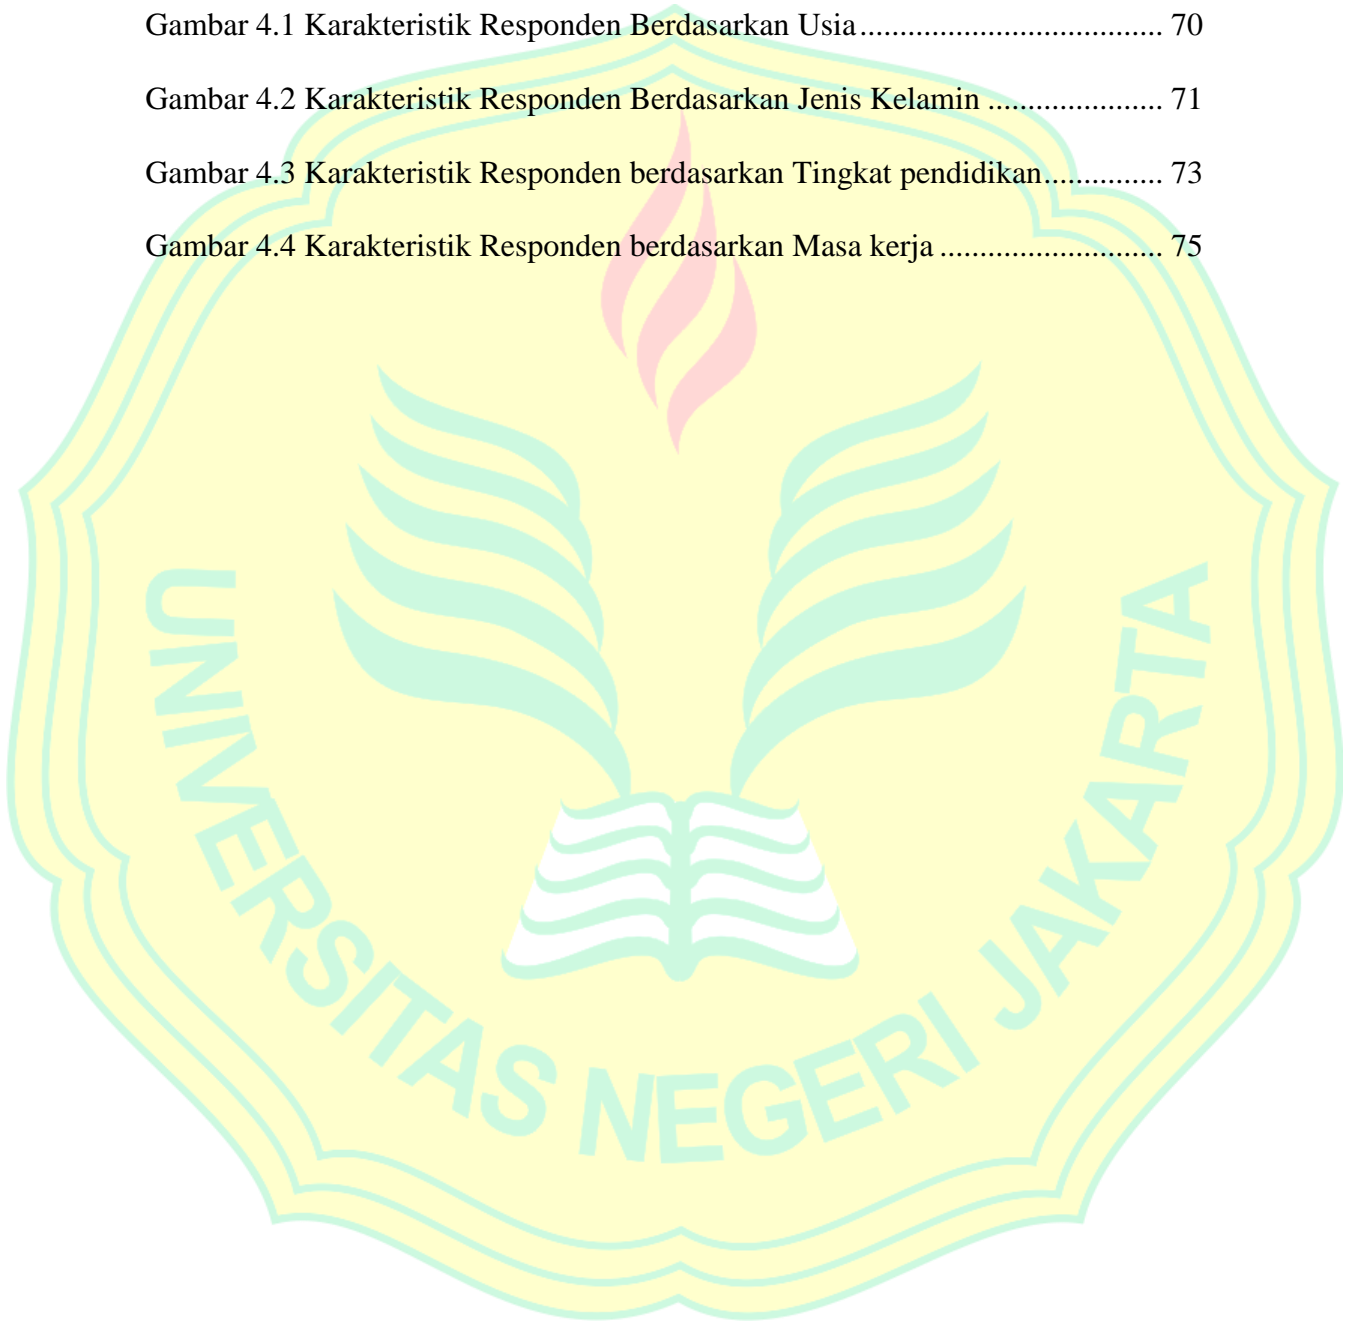 Gambar 4.1 Karakteristik Responden Berdasarkan Usia...................................... 70
Gambar 4.2 Karakteristik Responden Berdasarkan Jenis Kelamin ...................... 71
Gambar 4.3 Karakteristik Responden berdasarkan Tingkat pendidikan............... 73
Gambar 4.4 Karakteristik Responden berdasarkan Masa kerja ............................ 75
UNIVERSITAS NEGERI JAKARTA